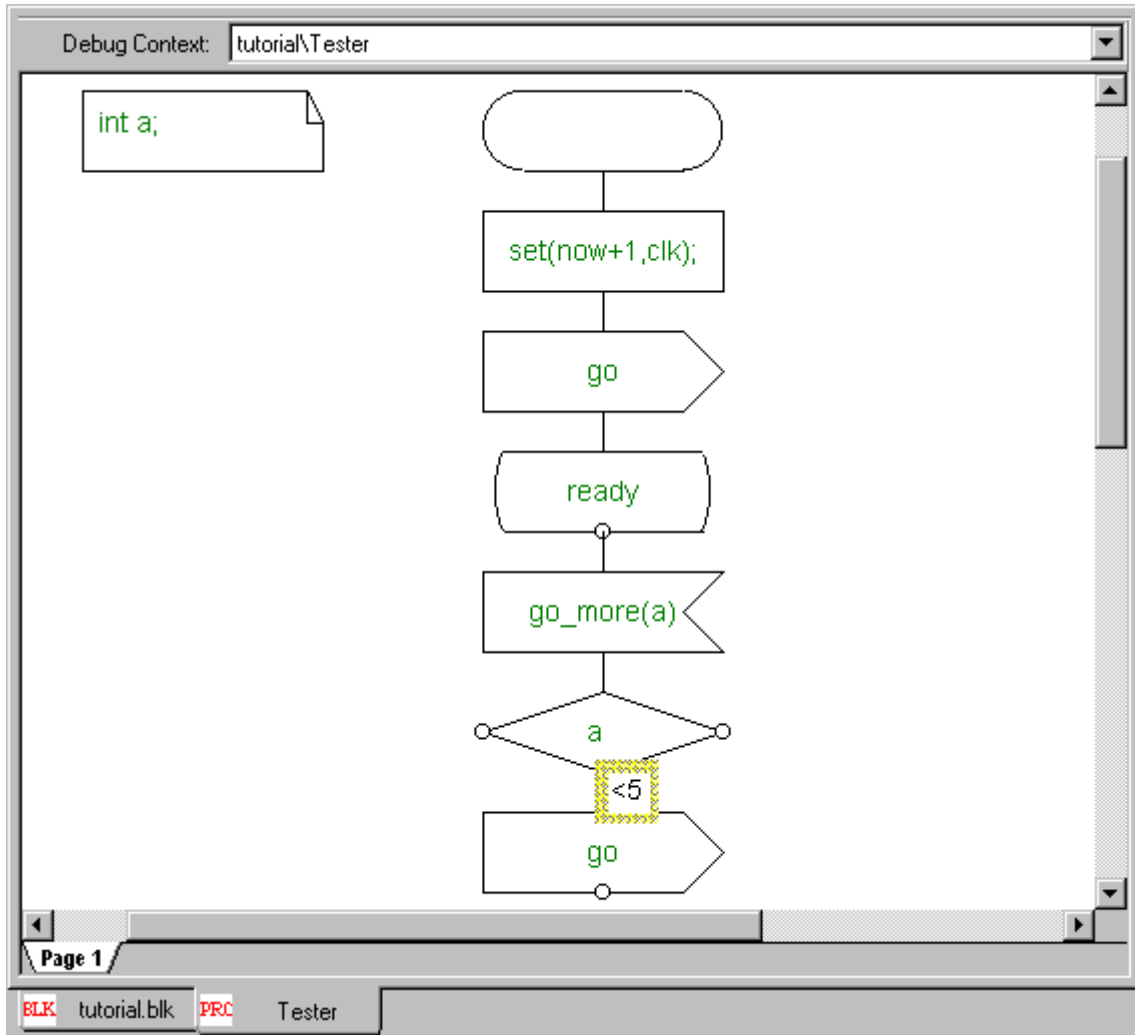 Debug Context: tutorial\Tester
int a;
set(now+1,clk);
go
ready
go_more(a)
a
<5
go
Page 1
BLK tutorial.blk PRC Tester